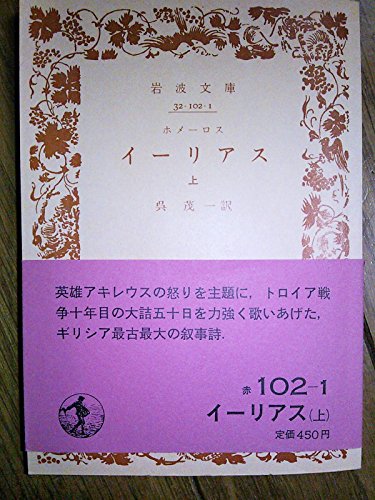 岩波文庫
32-102-1
ホメーロス
イーリアス
上
呉茂一訳
英雄アキレウスの怒りを主題に，トロイア戦
争十年目の大詰五十日を力強く歌いあげた，
ギリシア最古最大の叙事詩．
赤 102-1
イーリアス(上)
定価450円